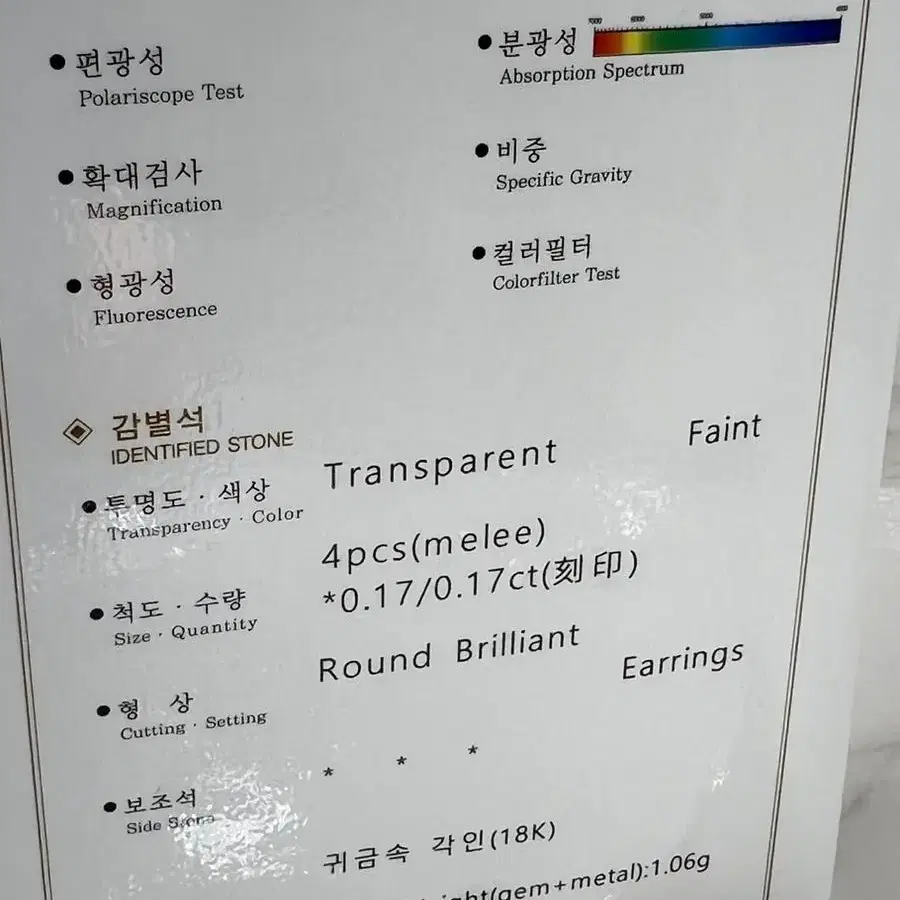 편광성
Polariscope Test
분광성
Absorption Spectrum
확대검사
Magnification
비중
Specific Gravity
형광성
Fluorescence
컬러필터
Colorfilter Test
감별석
IDENTIFIED STONE
투명도 · 색상 Transparent Faint
Transparency · Color
4pcs(melee)
척도 · 수량 *0.17/0.17ct(刻印)
Size · Quantity
형 상 Round Brilliant Earrings
Cutting · Setting
보조석 * * *
Side Stone
귀금속 각인(18K)
(gem+metal):1.06g